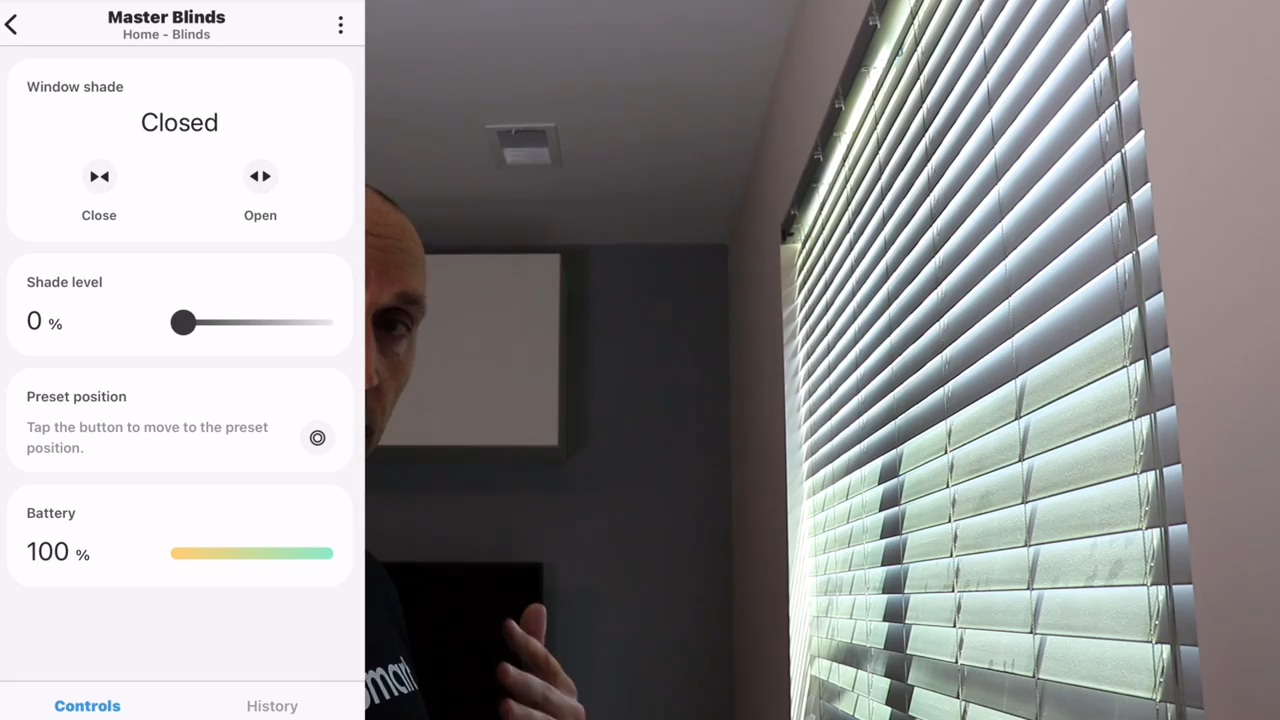 Master Blinds
Home - Blinds
Window shade
Closed
Close
Open
Shade level
0 %
Preset position
Tap the button to move to the preset
position.
Battery
100 %
Controls
History